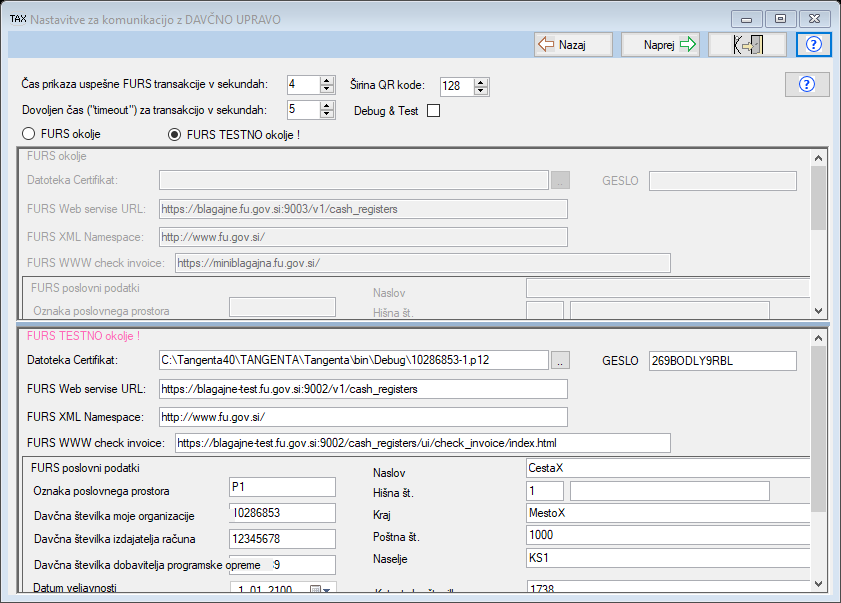 TAX Nastavitve za komunikacijo z DAVČNO UPRAVO
Nazaj Naprej ?
Čas prikaza uspešne FURS transakcije v sekundah: 4 Širina QR kode: 128 ?
Dovoljen čas ("timeout") za transakcijo v sekundah: 5 Debug & Test
FURS okolje FURS TESTNO okolje !
FURS okolje
Datoteka Certifikat: .. GESLO
FURS Web servise URL: https://blagajne.fu.gov.si:9003/v1/cash_registers
FURS XML Namespace: http://www.fu.gov.si/
FURS WWW check invoice: https://miniblagajna.fu.gov.si/
FURS poslovni podatki Naslov
Oznaka poslovnega prostora Hišna št.
FURS TESTNO okolje !
Datoteka Certifikat: C:\Tangenta40\TANGENTA\Tangenta\bin\Debug\10286853-1.p12 .. GESLO 269BODLY9RBL
FURS Web servise URL: https://blagajne-test.fu.gov.si:9002/v1/cash_registers
FURS XML Namespace: http://www.fu.gov.si/
FURS WWW check invoice: https://blagajne-test.fu.gov.si:9002/cash_registers/ui/check_invoice/index.html
FURS poslovni podatki Naslov CestaX
Oznaka poslovnega prostora P1 Hišna št. 1
Davčna številka moje organizacije 10286853 Kraj MestoX
Davčna številka izdajatelja računa 12345678 Poštna št. 1000
Naselje KS1
Davčna številka dobavitelja programske opreme 9
Datum veljavnosti 1. 01. 2100 1738